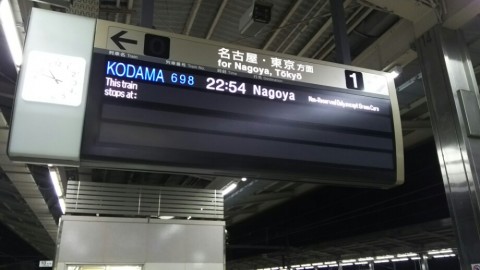 名古屋・東京方面
for Nagoya, Tōkyō
1
KODAMA 698 22:54 Nagoya
This train
stops at: